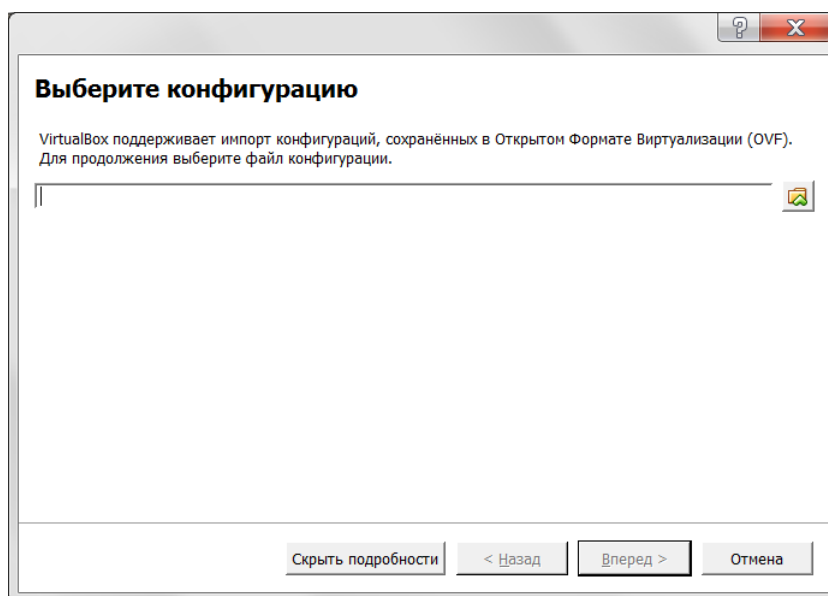 Выберите конфигурацию
VirtualBox поддерживает импорт конфигураций, сохранённых в Открытом Формате Виртуализации (OVF).
Для продолжения выберите файл конфигурации.
Скрыть подробности
< Назад
Вперед >
Отмена